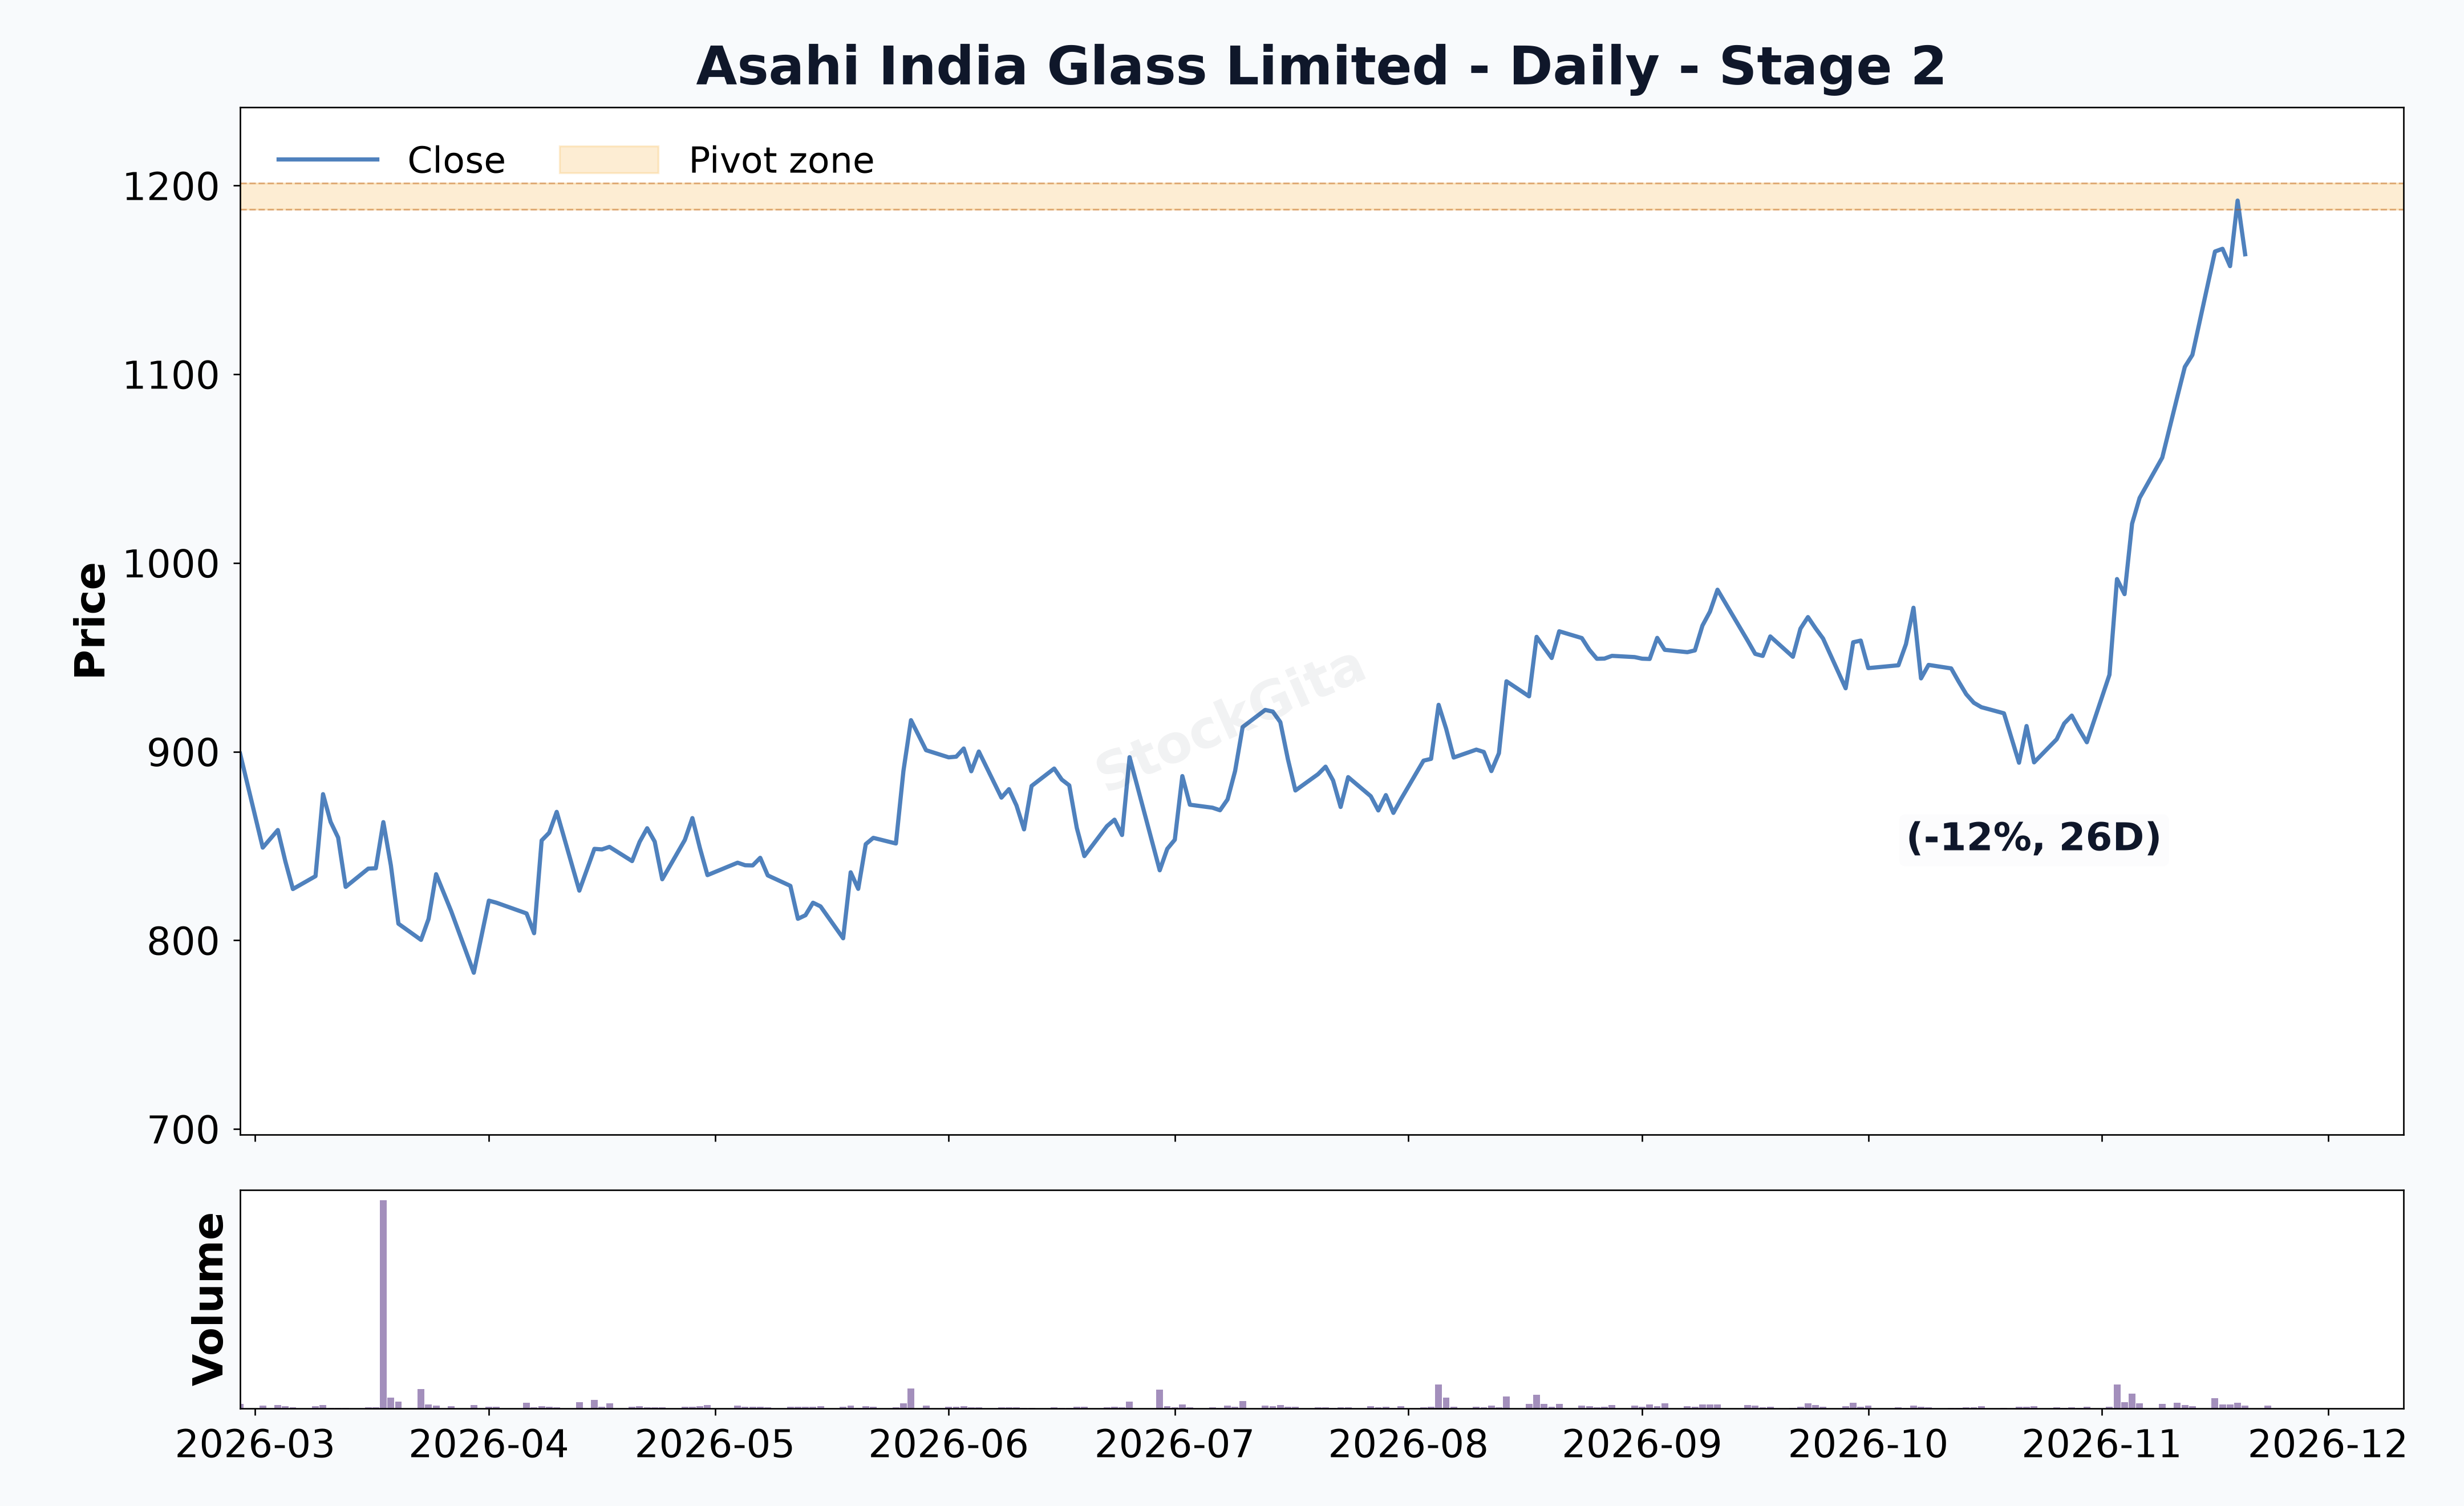 Asahi India Glass Limited - Daily - Stage 2
Close
Pivot zone
1200
1100
1000
900
800
700
Price
StockGita
(-12%, 26D)
Volume
2026-03
2026-04
2026-05
2026-06
2026-07
2026-08
2026-09
2026-10
2026-11
2026-12